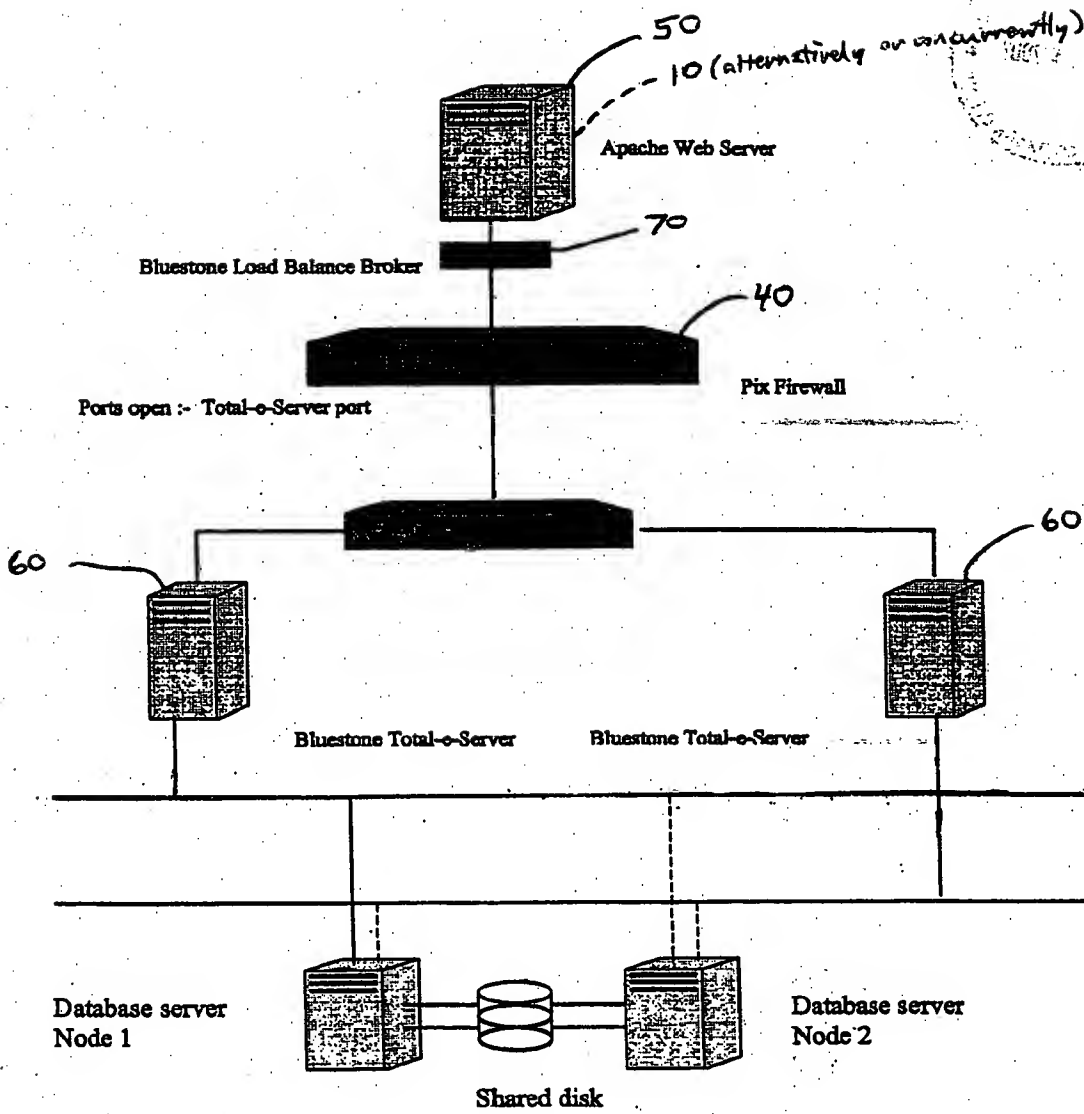 50
10 (alternatively or concurrently)
Apache Web Server
70
Bluestone Load Balance Broker
40
Pix Firewall
Ports open :- Total-e-Server port
60
60
Bluestone Total-e-Server
Bluestone Total-e-Server
Database server
Node 1
Database server
Node 2
Shared disk